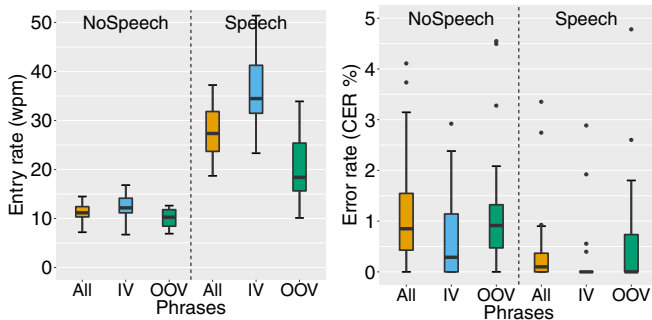 NoSpeech Speech
50
40
30
20
10
0
Entry rate (wpm)
All IV OOV All IV OOV
Phrases
NoSpeech Speech
5
4
3
2
1
0
Error rate (CER %)
All IV OOV All IV OOV
Phrases